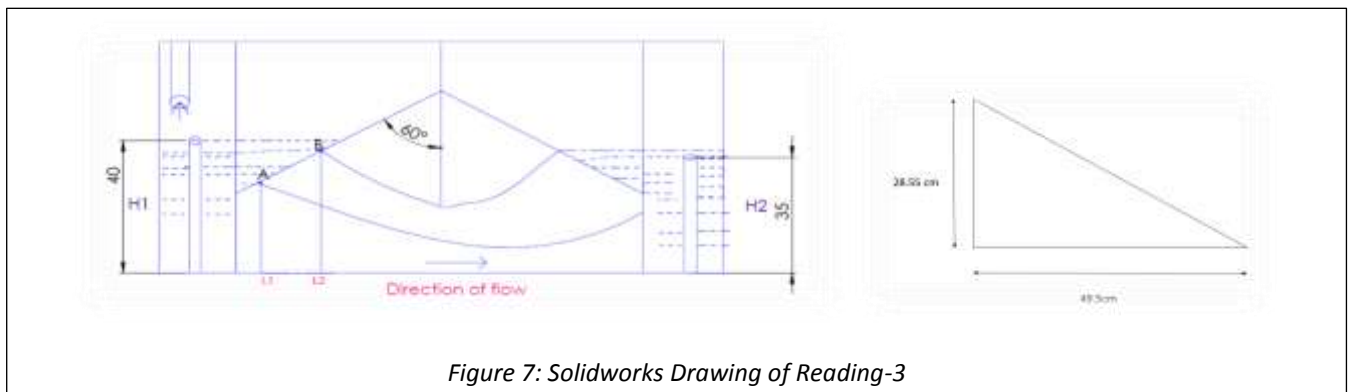 60°
B
A
40
H1
H2
35
L1
L2
Direction of flow
28.55 cm
49.5cm
Figure 7: Solidworks Drawing of Reading-3